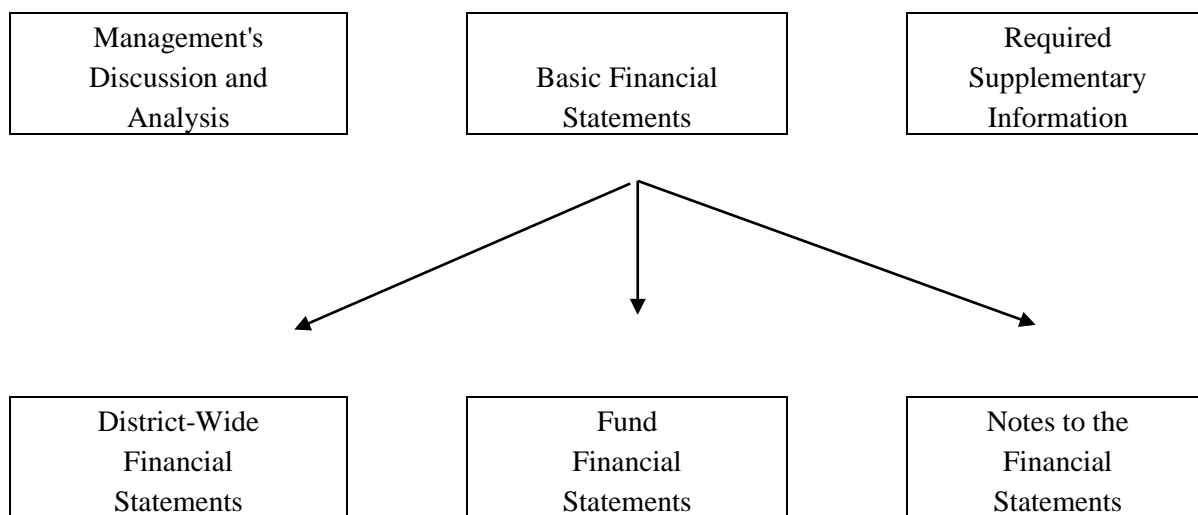 Management's
Discussion and
Analysis
Basic Financial
Statements
Required
Supplementary
Information
District-Wide
Financial
Statements
Fund
Financial
Statements
Notes to the
Financial
Statements